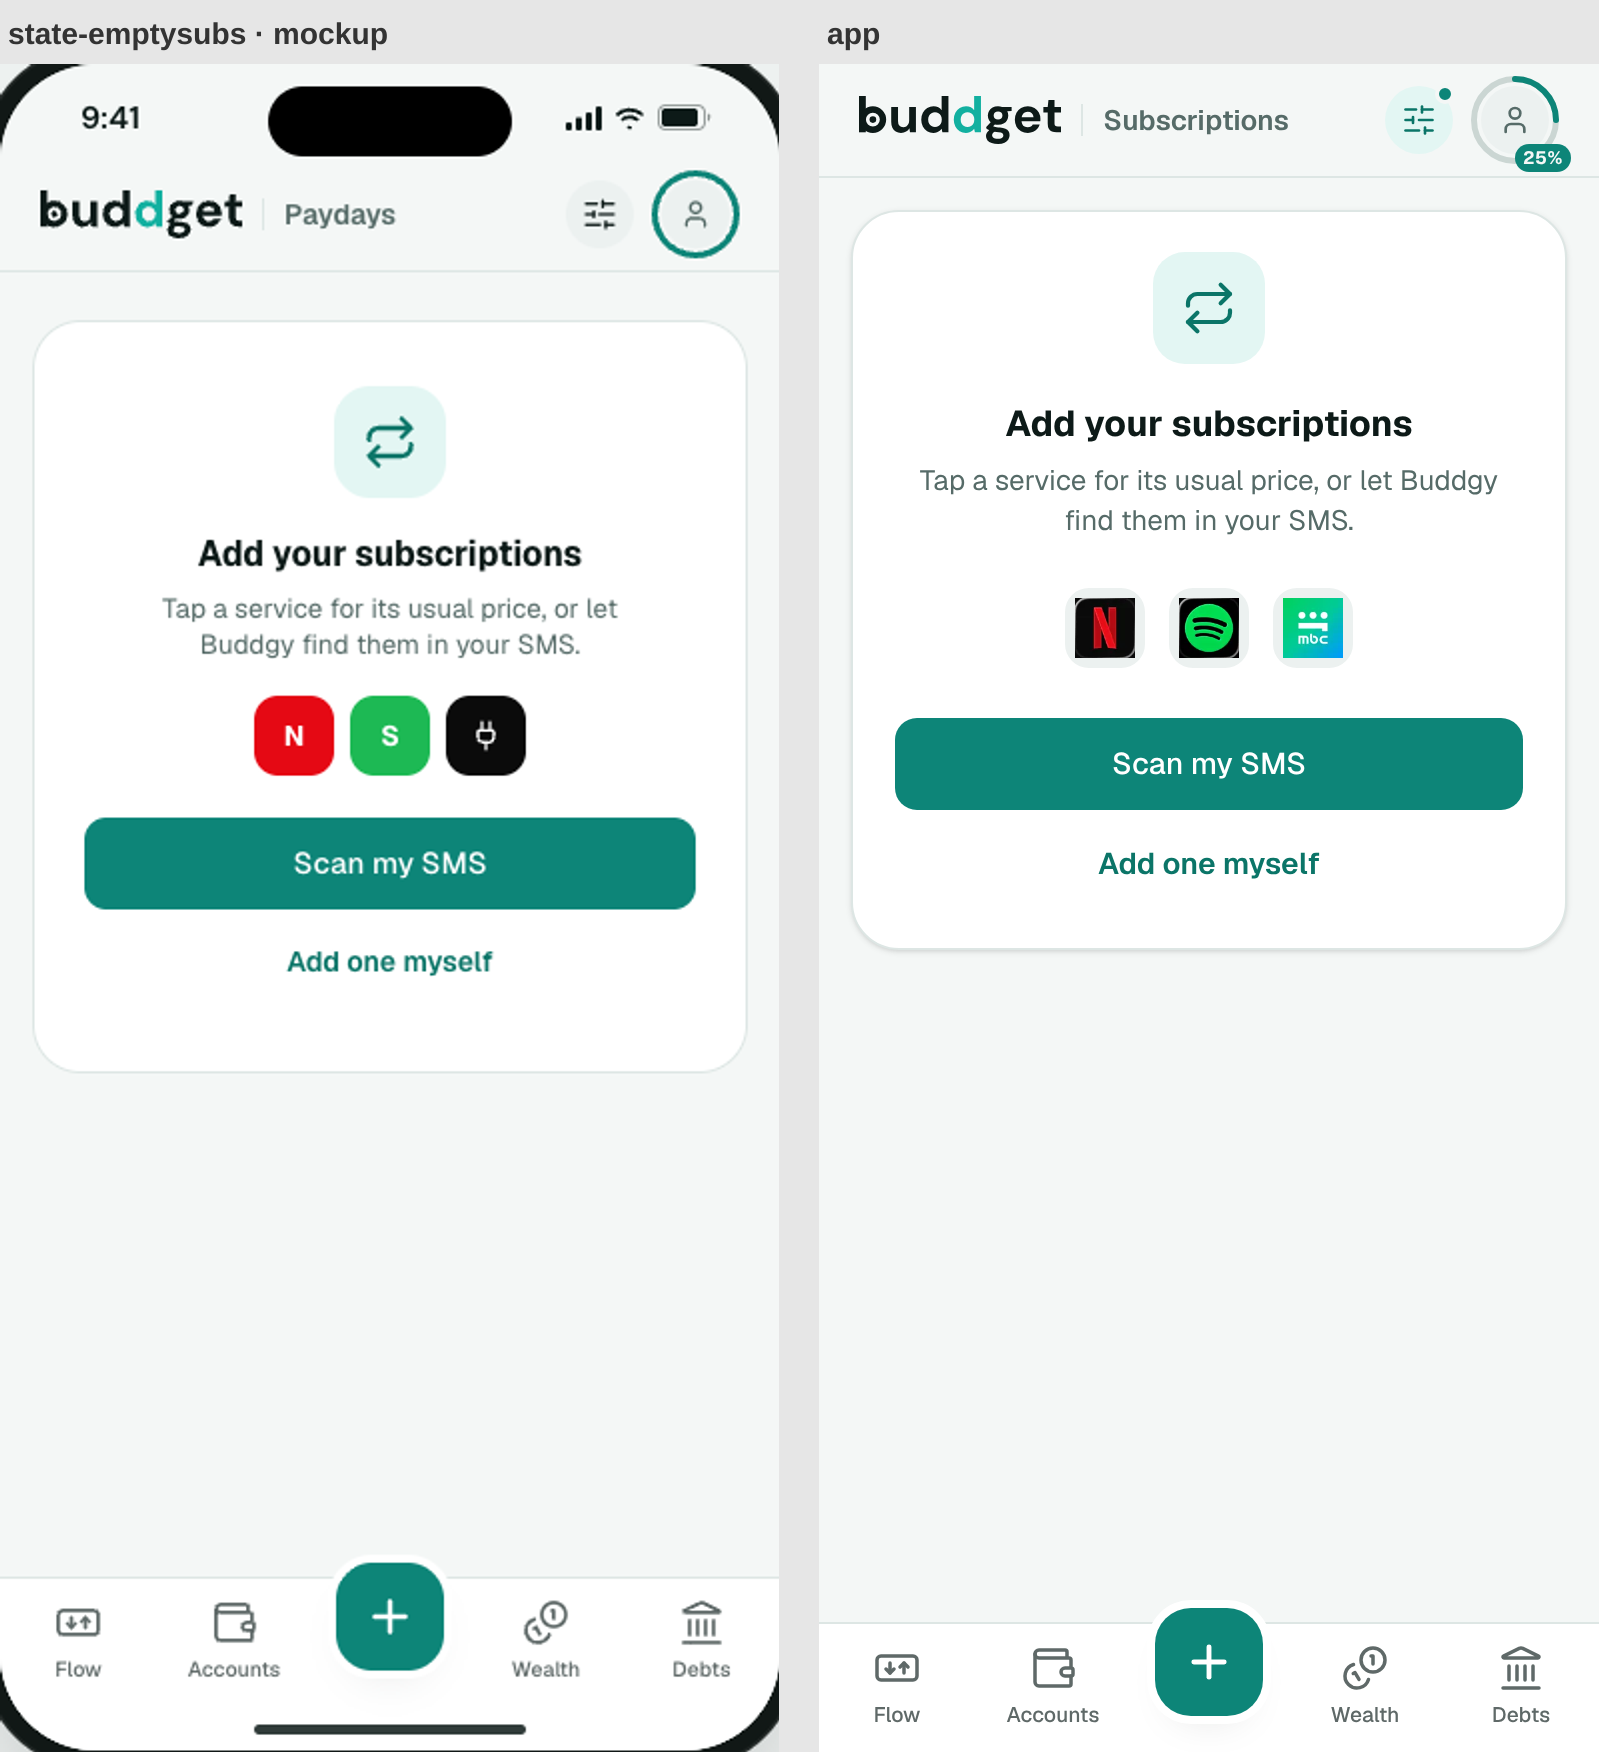 state-emptysubs · mockup
9:41
buddget
Paydays
Add your subscriptions
Tap a service for its usual price, or let
Buddgy find them in your SMS.
N S
Scan my SMS
Add one myself
Flow
Accounts
Wealth
Debts
app
buddget
Subscriptions
25%
Add your subscriptions
Tap a service for its usual price, or let Buddgy
find them in your SMS.
N
mbc
Scan my SMS
Add one myself
Flow
Accounts
Wealth
Debts